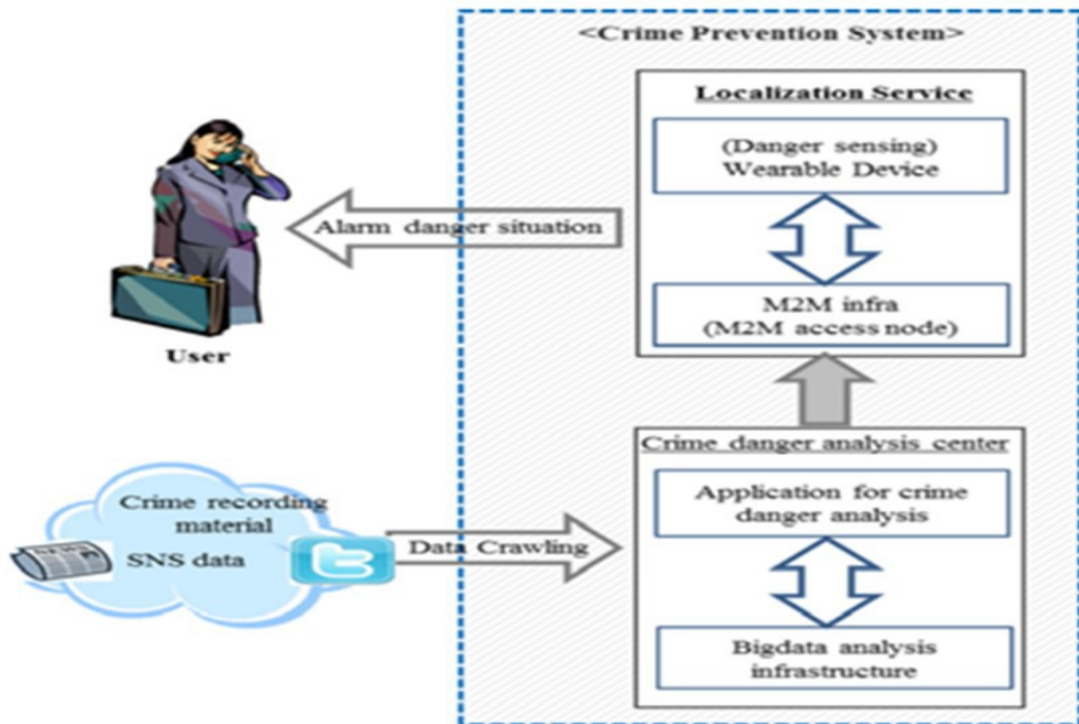 <Crime Prevention System>
Localization Service
(Danger sensing)
Wearable Device
Alarm danger situation
M2M infra
(M2M access node)
User
Crime danger analysis center
Application for crime
danger analysis
Crime recording
material
SNS data
Data Crawling
Bigdata analysis
infrastructure